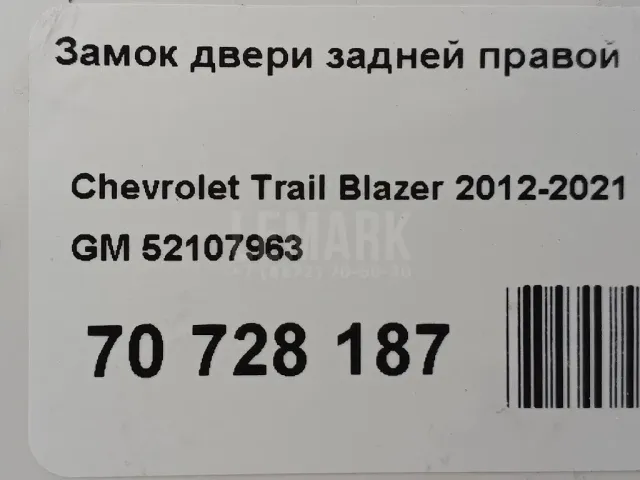 Замок двери задней правой
Chevrolet Trail Blazer 2012-2021
LEMARK
GM 52107963
70 728 187